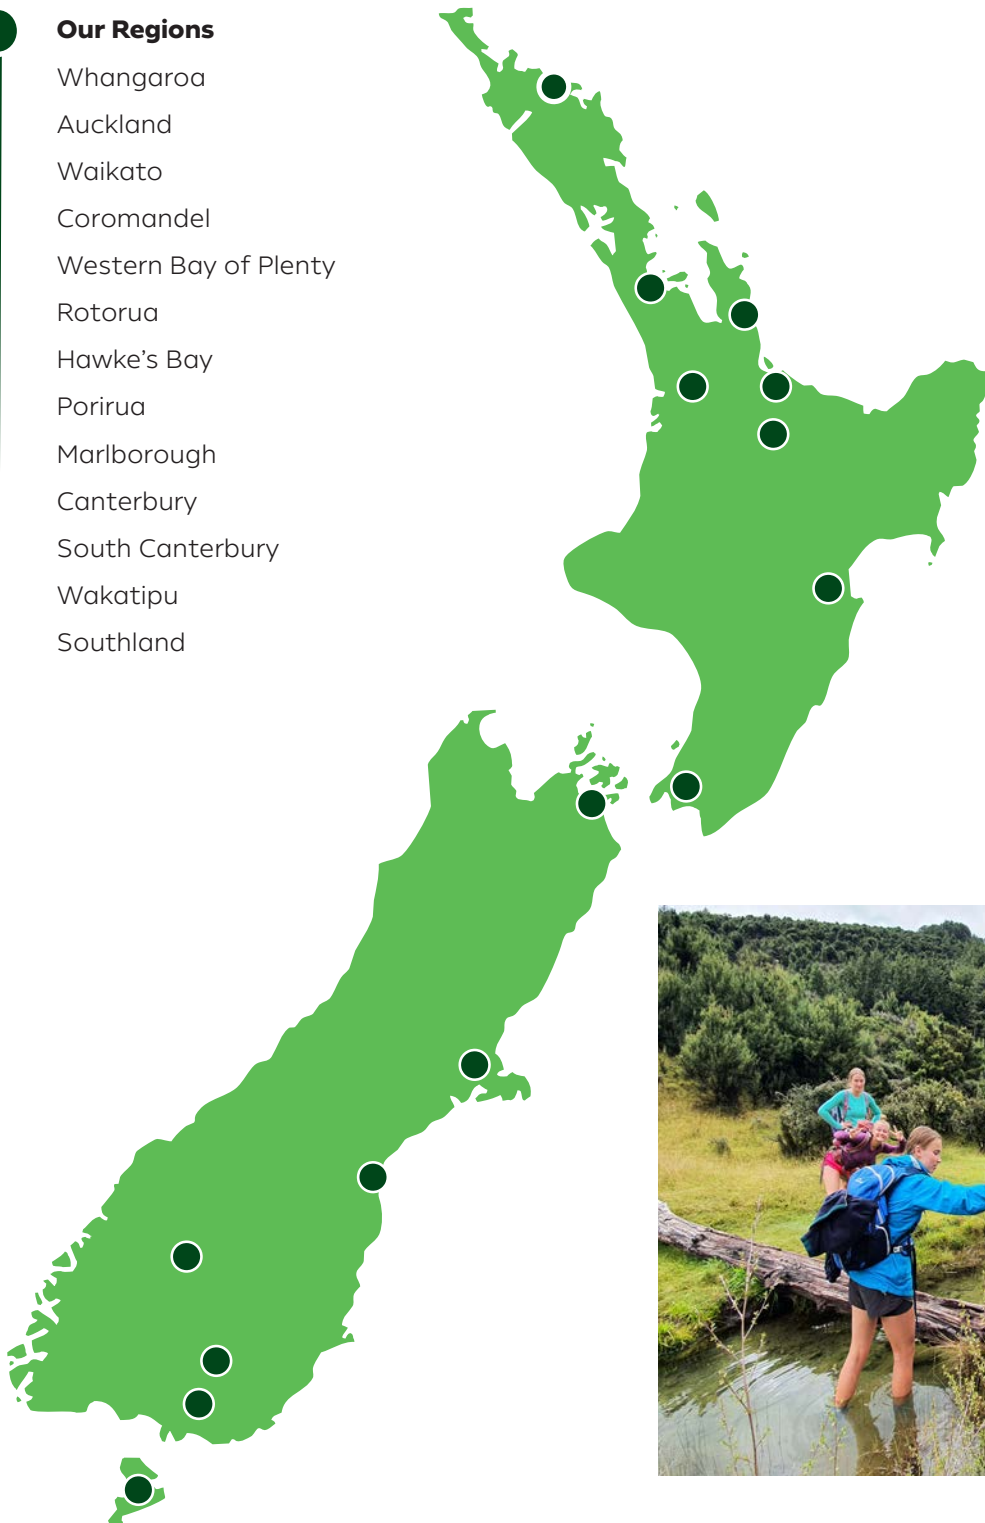 Our Regions
Whangaroa
Auckland
Waikato
Coromandel
Western Bay of Plenty
Rotorua
Hawke’s Bay
Porirua
Marlborough
Canterbury
South Canterbury
Wakatipu
Southland